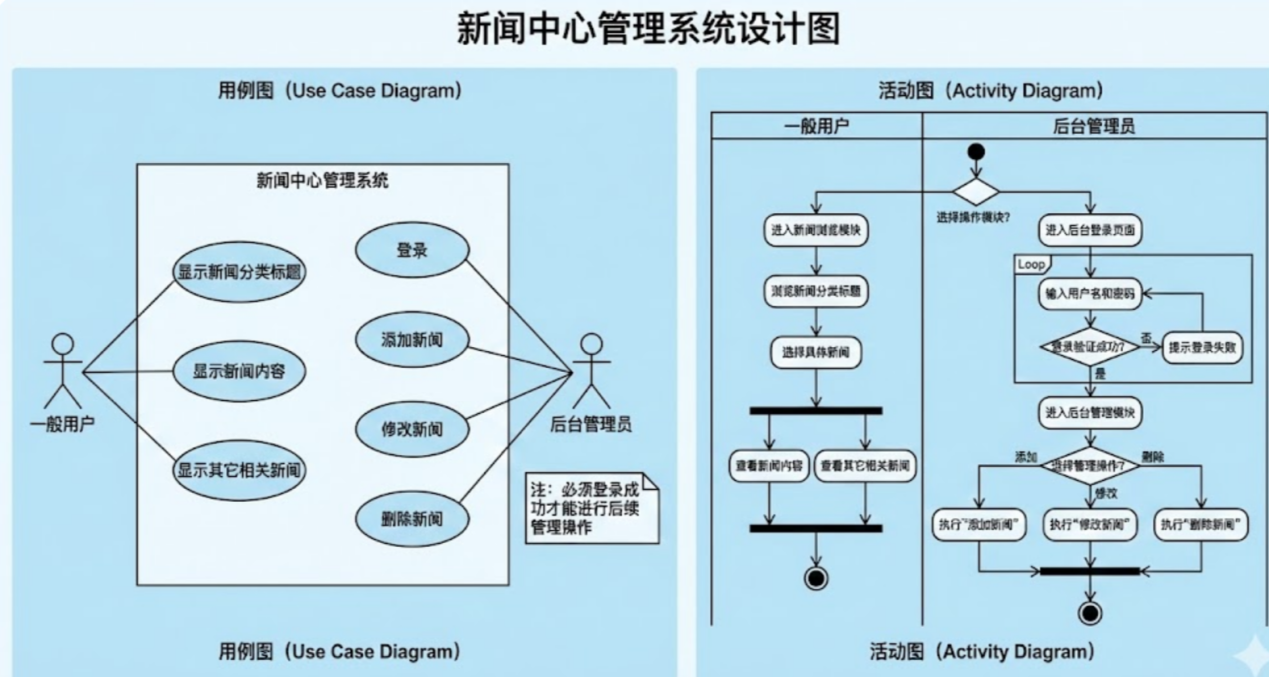 新闻中心管理系统设计图
用例图（Use Case Diagram）
新闻中心管理系统
显示新闻分类标题
显示新闻内容
显示其它相关新闻
登录
添加新闻
修改新闻
删除新闻
一般用户
后台管理员
注：必须登录成
功才能进行后续
管理操作
用例图（Use Case Diagram）
活动图（Activity Diagram）
一般用户
后台管理员
选择操作模块?
进入新闻浏览模块
浏览新闻分类标题
选择具体新闻
查看新闻内容
查看其它相关新闻
进入后台登录页面
Loop
输入用户名和密码
登录验证成功?
否
提示登录失败
是
进入后台管理模块
选择管理操作?
添加
修改
删除
执行“添加新闻”
执行“修改新闻”
执行“删除新闻”
活动图（Activity Diagram）